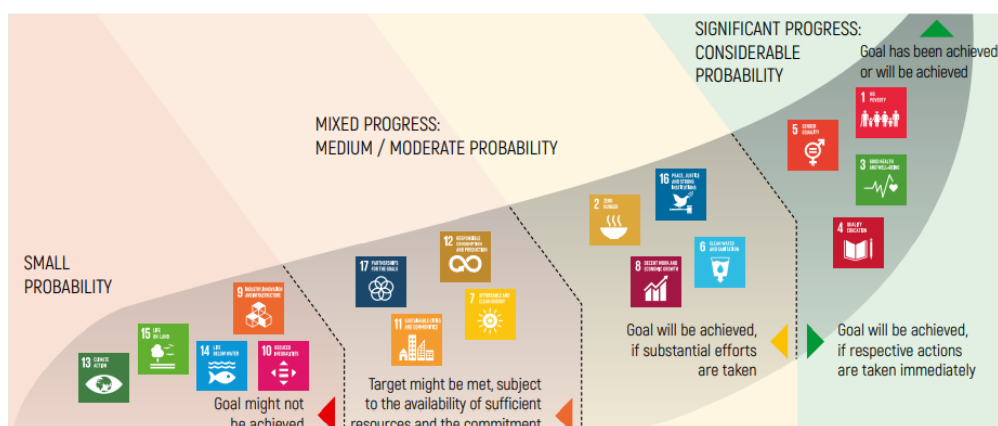 SIGNIFICANT PROGRESS:
CONSIDERABLE
PROBABILITY
Goal has been achieved
or will be achieved
MIXED PROGRESS:
MEDIUM / MODERATE PROBABILITY
SMALL
PROBABILITY
1 NO
POVERTY
5 GENDER
EQUALITY
3 GOOD HEALTH
AND WELL-BEING
4 QUALITY
EDUCATION
16 PEACE, JUSTICE
AND STRONG
INSTITUTIONS
2 ZERO
HUNGER
6 CLEAN WATER
AND SANITATION
8 DECENT WORK AND
ECONOMIC GROWTH
12 RESPONSIBLE
CONSUMPTION
AND PRODUCTION
17 PARTNERSHIPS
FOR THE GOALS
7 AFFORDABLE AND
CLEAN ENERGY
11 SUSTAINABLE CITIES
AND COMMUNITIES
9 INDUSTRY, INNOVATION
AND INFRASTRUCTURE
15 LIFE
ON LAND
14 LIFE
BELOW WATER
10 REDUCED
INEQUALITIES
13 CLIMATE
ACTION
Goal might not
be achieved
Target might be met, subject
to the availability of sufficient
resources and the commitment
Goal will be achieved,
if substantial efforts
are taken
Goal will be achieved,
if respective actions
are taken immediately